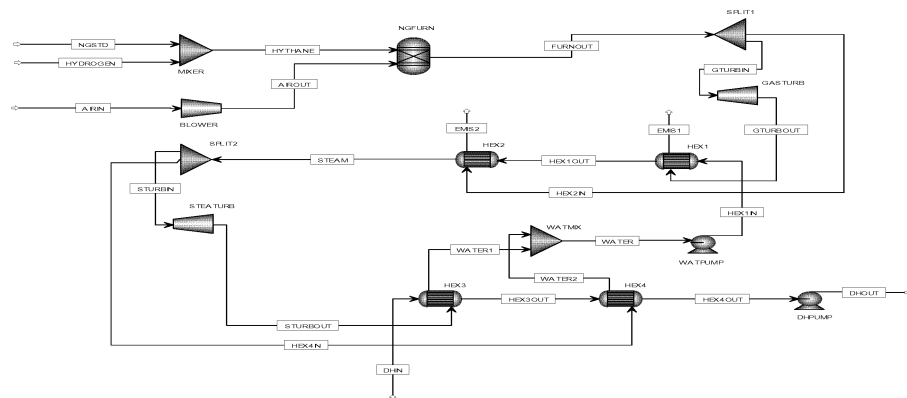 SPLIT1
NGFURN
NGSTD
HYTHANE
FURNOUT
HYDROGEN
MIXER
GTURBIN
AIROUT
GASTURB
AIRIN
BLOWER
EMIS2
EMIS1
GTURBOUT
SPLIT2
HEX2
HEX1
STEAM
HEX1OUT
STURBIN
HEX2IN
STEATURB
HEX1IN
WATMIX
WATER1
WATER
WATPUMP
WATER2
HEX3
HEX4
HEX3OUT
HEX4OUT
DHOUT
STURBOUT
DHPUMP
HEX4IN
DHIN